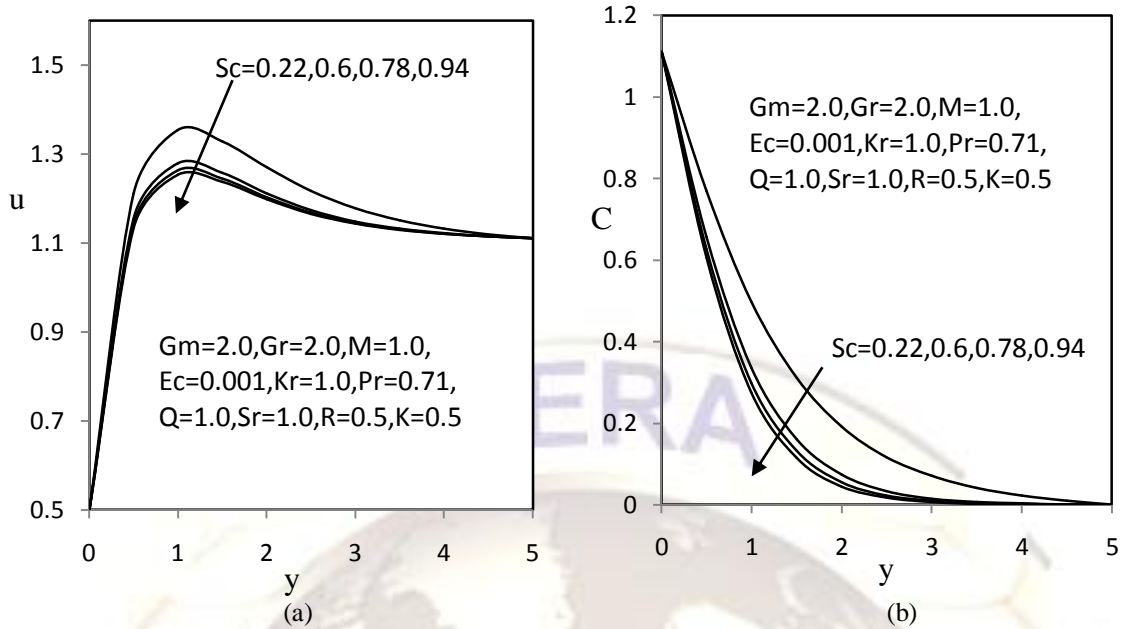 1.5
1.3
1.1
0.9
0.7
0.5
u
Sc=0.22,0.6,0.78,0.94
Gm=2.0,Gr=2.0,M=1.0,
Ec=0.001,Kr=1.0,Pr=0.71,
Q=1.0,Sr=1.0,R=0.5,K=0.5
0 1 2 3 4 5
y
(a)
1.2
1
0.8
0.6
0.4
0.2
0
C
Gm=2.0,Gr=2.0,M=1.0,
Ec=0.001,Kr=1.0,Pr=0.71,
Q=1.0,Sr=1.0,R=0.5,K=0.5
Sc=0.22,0.6,0.78,0.94
0 1 2 3 4 5
y
(b)
ERA